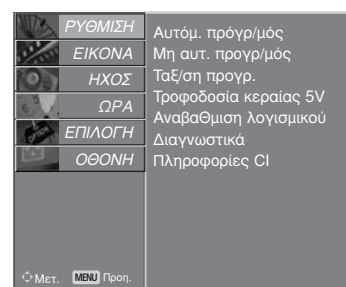 ΡΥΘΜΙΣΗ
ΕΙΚΟΝΑ
ΗΧΟΣ
ΩΡΑ
ΕΠΙΛΟΓΗ
ΟΘΟΝΗ
Αυτόμ. πρόγρ/μός
Μη αυτ. προγρ/μός
Ταξ/ση προγρ.
Τροφοδοσία κεραίας 5V
ΑναβαΘμιση λογισμικού
Διαγνωστικά
Πληροφορίες CI
Μετ. MENU Προη.